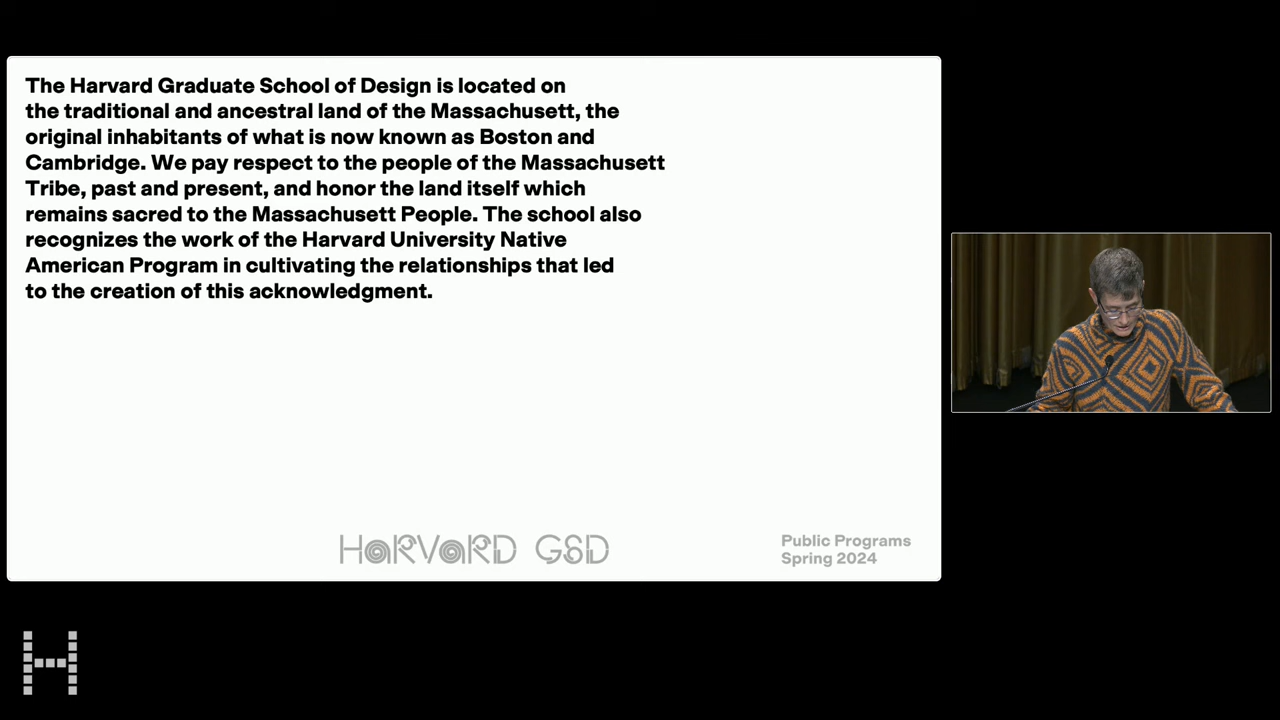 The Harvard Graduate School of Design is located on
the traditional and ancestral land of the Massachusett, the
original inhabitants of what is now known as Boston and
Cambridge. We pay respect to the people of the Massachusett
Tribe, past and present, and honor the land itself which
remains sacred to the Massachusett People. The school also
recognizes the work of the Harvard University Native
American Program in cultivating the relationships that led
to the creation of this acknowledgment.
HARVARD GSD
Public Programs
Spring 2024
H